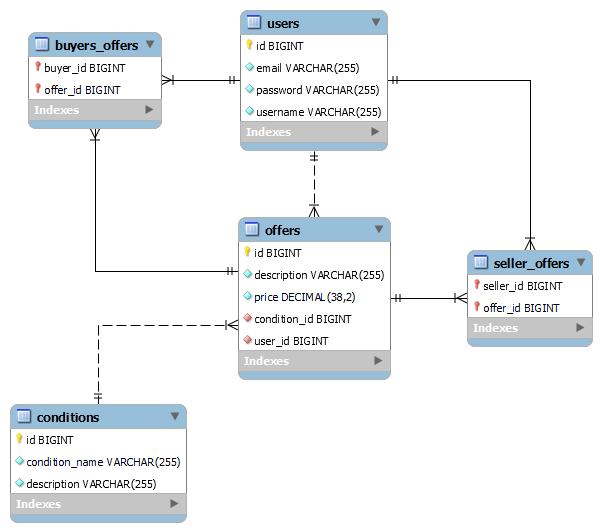 users
id BIGINT
email VARCHAR(255)
password VARCHAR(255)
username VARCHAR(255)
Indexes
buyers_offers
buyer_id BIGINT
offer_id BIGINT
Indexes
offers
id BIGINT
description VARCHAR(255)
price DECIMAL(38,2)
condition_id BIGINT
user_id BIGINT
Indexes
seller_offers
seller_id BIGINT
offer_id BIGINT
Indexes
conditions
id BIGINT
condition_name VARCHAR(255)
description VARCHAR(255)
Indexes